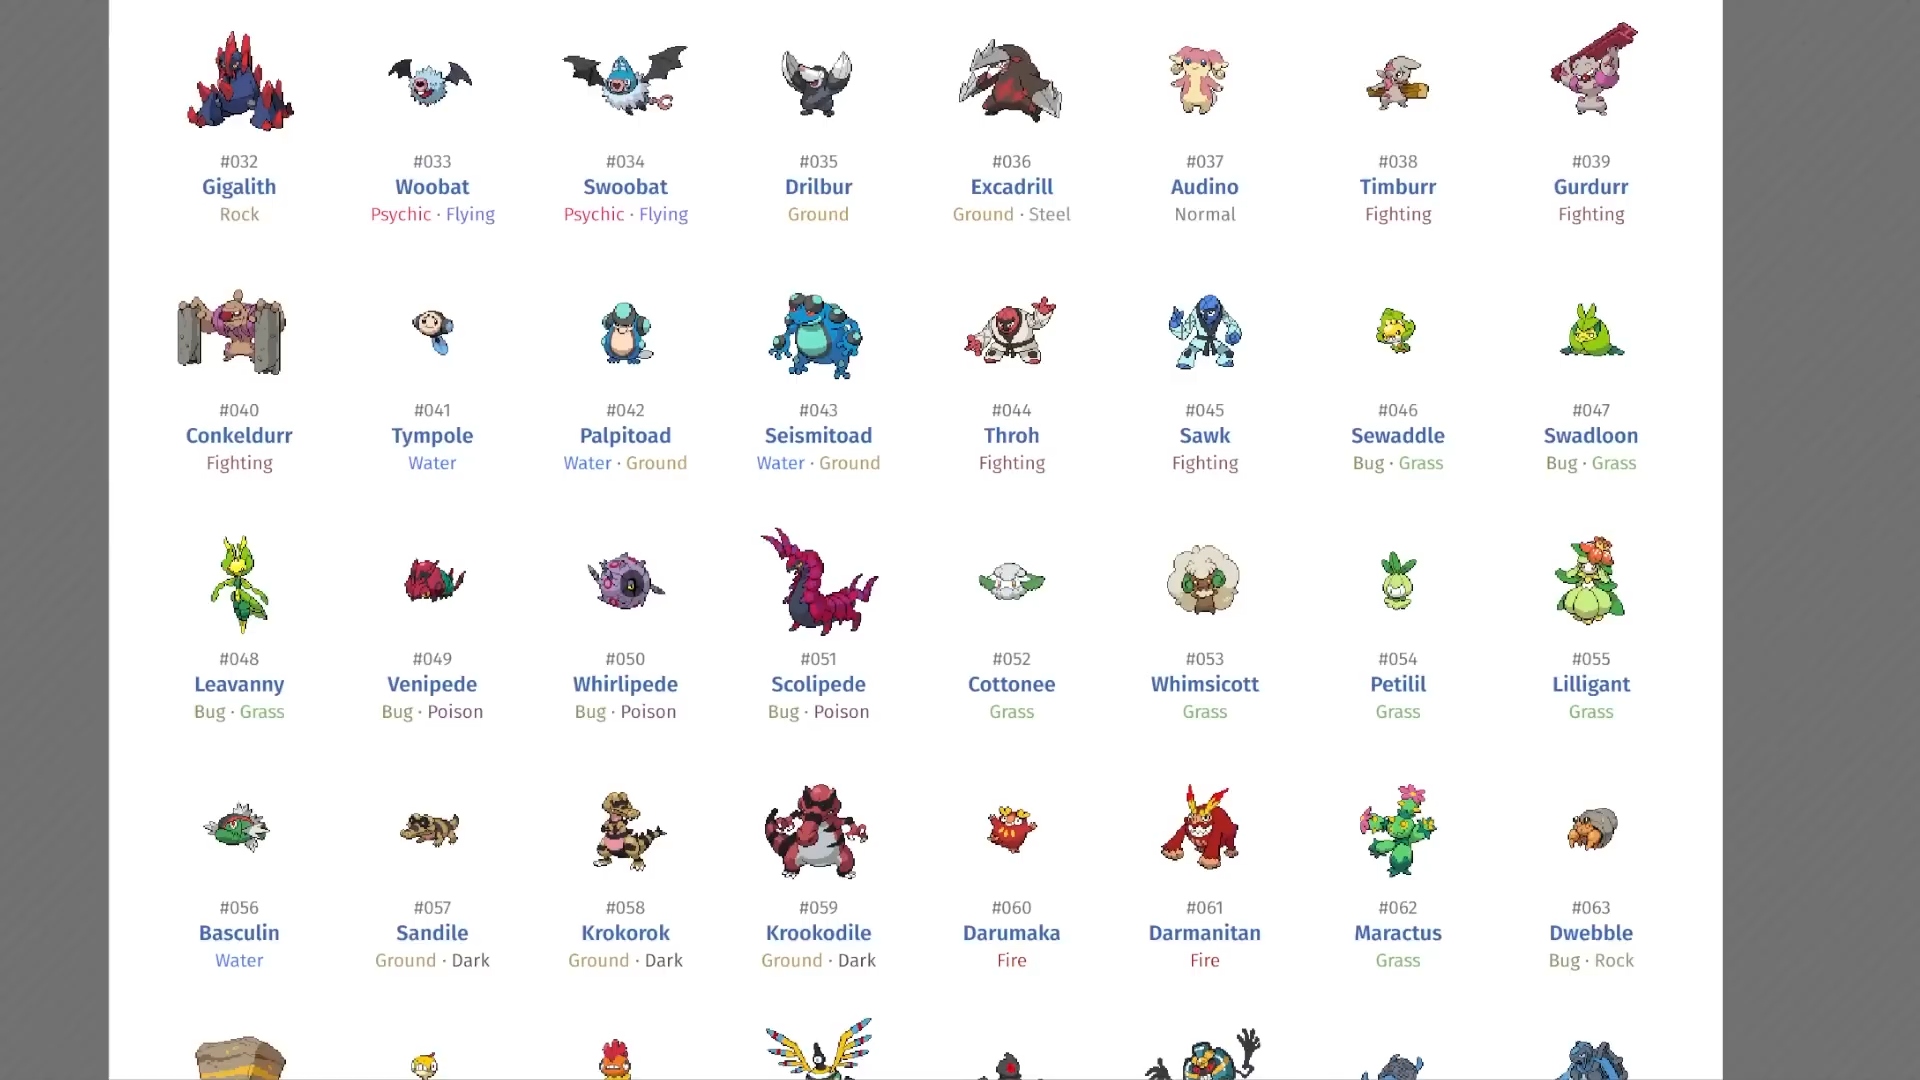 #032 #033 #034 #035 #036 #037 #038 #039
Gigalith Woobat Swoobat Drilbur Excadrill Audino Timburr Gurdurr
Rock Psychic · Flying Psychic · Flying Ground Ground · Steel Normal Fighting Fighting
#040 #041 #042 #043 #044 #045 #046 #047
Conkeldurr Tympole Palpitoad Seismitoad Throh Sawk Sewaddle Swadloon
Fighting Water Water · Ground Water · Ground Fighting Fighting Bug · Grass Bug · Grass
#048 #049 #050 #051 #052 #053 #054 #055
Leavanny Venipede Whirlipede Scolipede Cottonee Whimsicott Petilil Lilligant
Bug · Grass Bug · Poison Bug · Poison Bug · Poison Grass Grass Grass Grass
#056 #057 #058 #059 #060 #061 #062 #063
Basculin Sandile Krokorok Krookodile Darumaka Darmanitan Maractus Dwebble
Water Ground · Dark Ground · Dark Ground · Dark Fire Fire Grass Bug · Rock